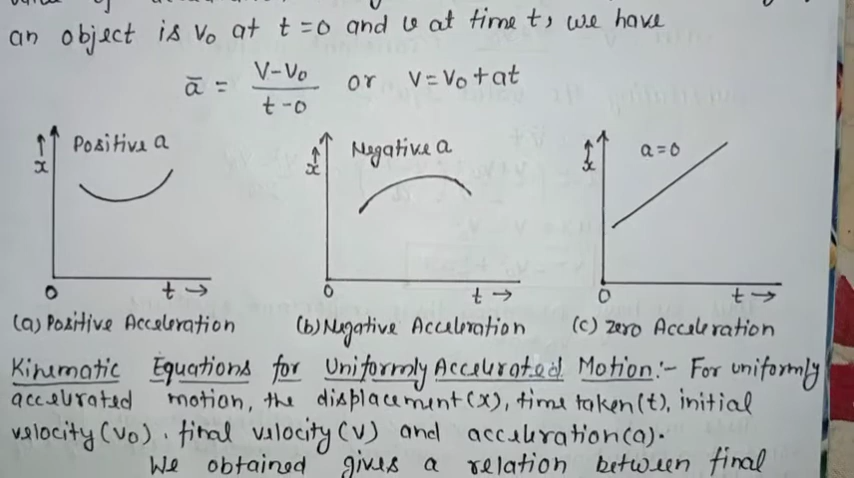 an object is v₀ at t=0 and v at time t, we have
ā = V-V₀ / t-0 or V=V₀+at
Positive a
Negative a
a=0
x
x
x
0 t →
0 t →
0 t →
(a) Positive Acceleration
(b) Negative Acceleration
(c) Zero Acceleration
Kinematic Equations for Uniformly Accelerated Motion:- For uniformly
accelerated motion, the displacement (x), time taken (t), initial
velocity (v₀). final velocity (v) and acceleration (a).
We obtained gives a relation between final